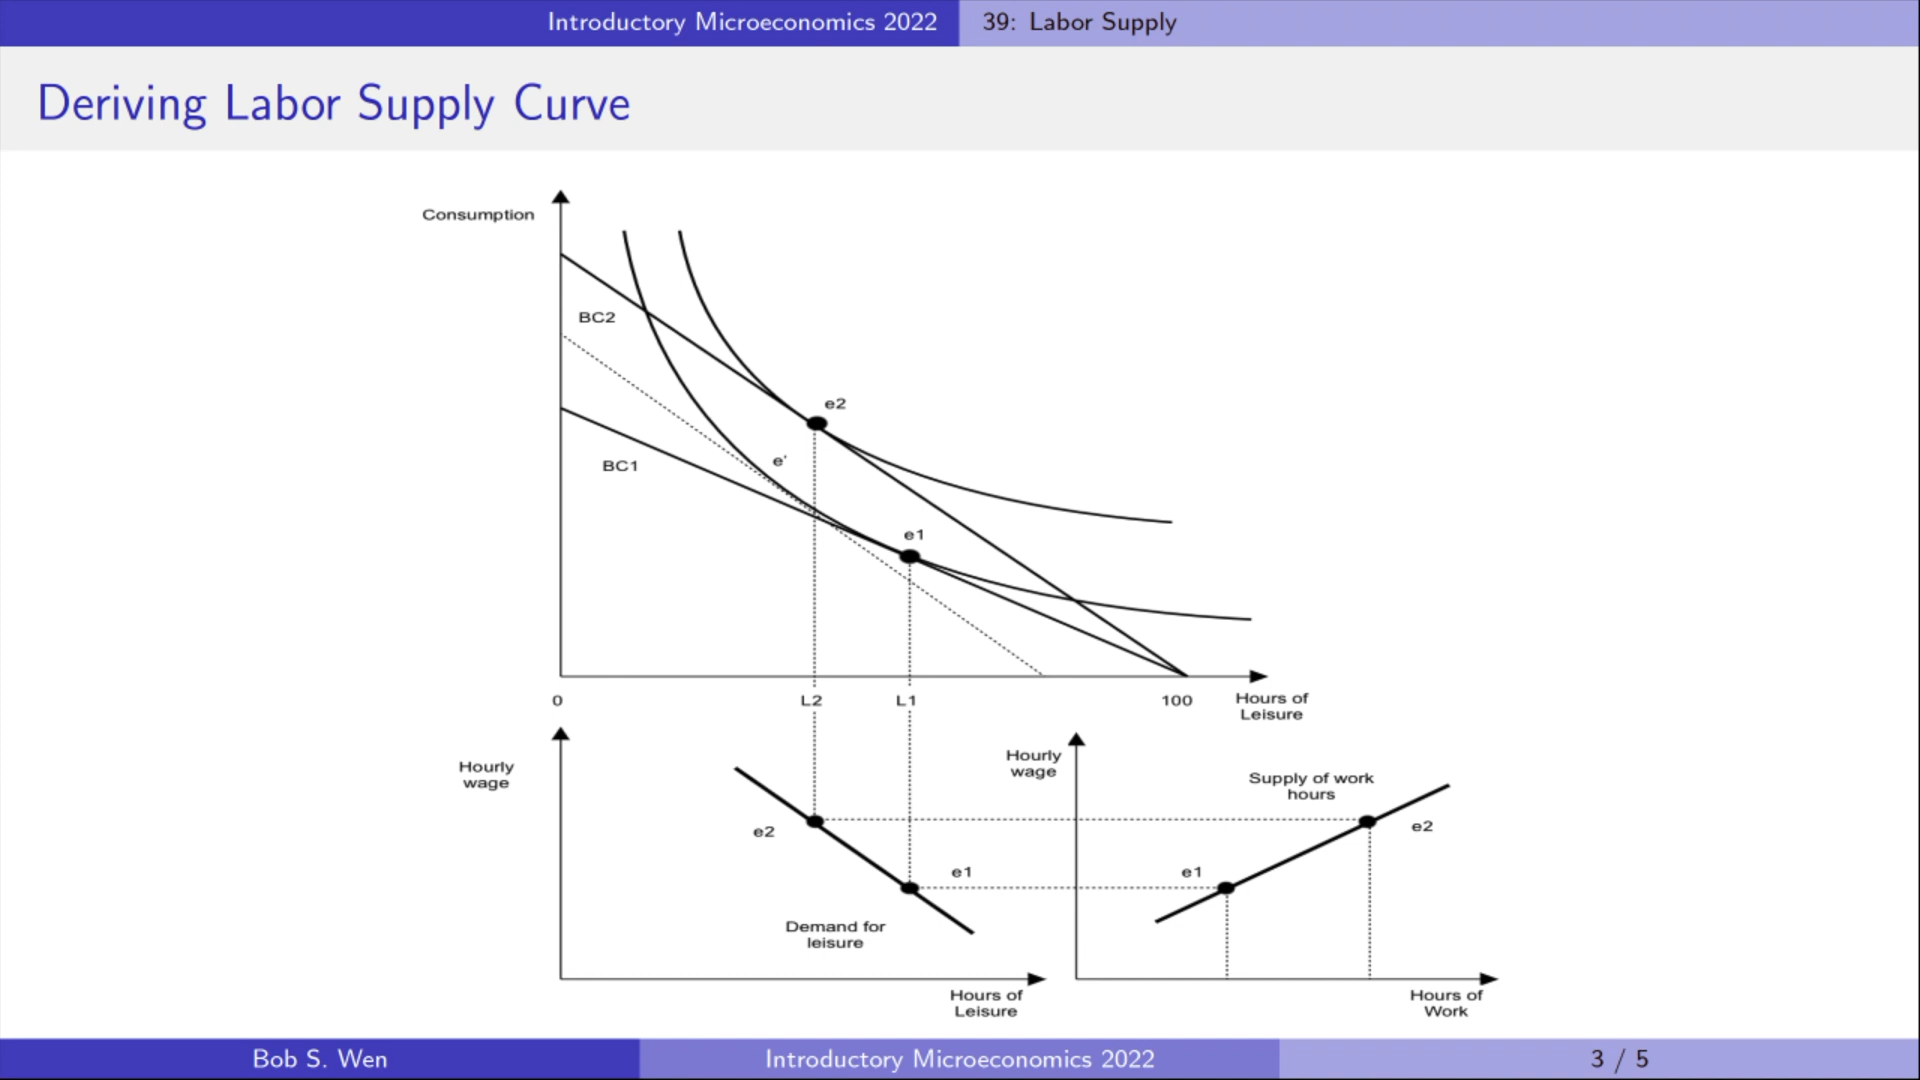 Introductory Microeconomics 2022
39: Labor Supply
Deriving Labor Supply Curve
Consumption
BC2
e2
e'
BC1
e1
0
L2
L1
100
Hours of
Leisure
Hourly
wage
e2
e1
Demand for
leisure
Hours of
Leisure
Hourly
wage
Supply of work
hours
e2
e1
Hours of
Work
Bob S. Wen
Introductory Microeconomics 2022
3 / 5